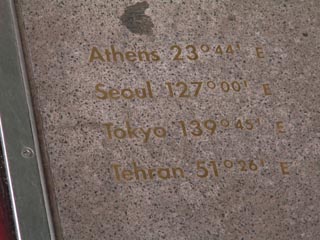 Athens 23° 44' E
Seoul 127° 00' E
Tokyo 139° 45' E
Tehran 51° 26' E